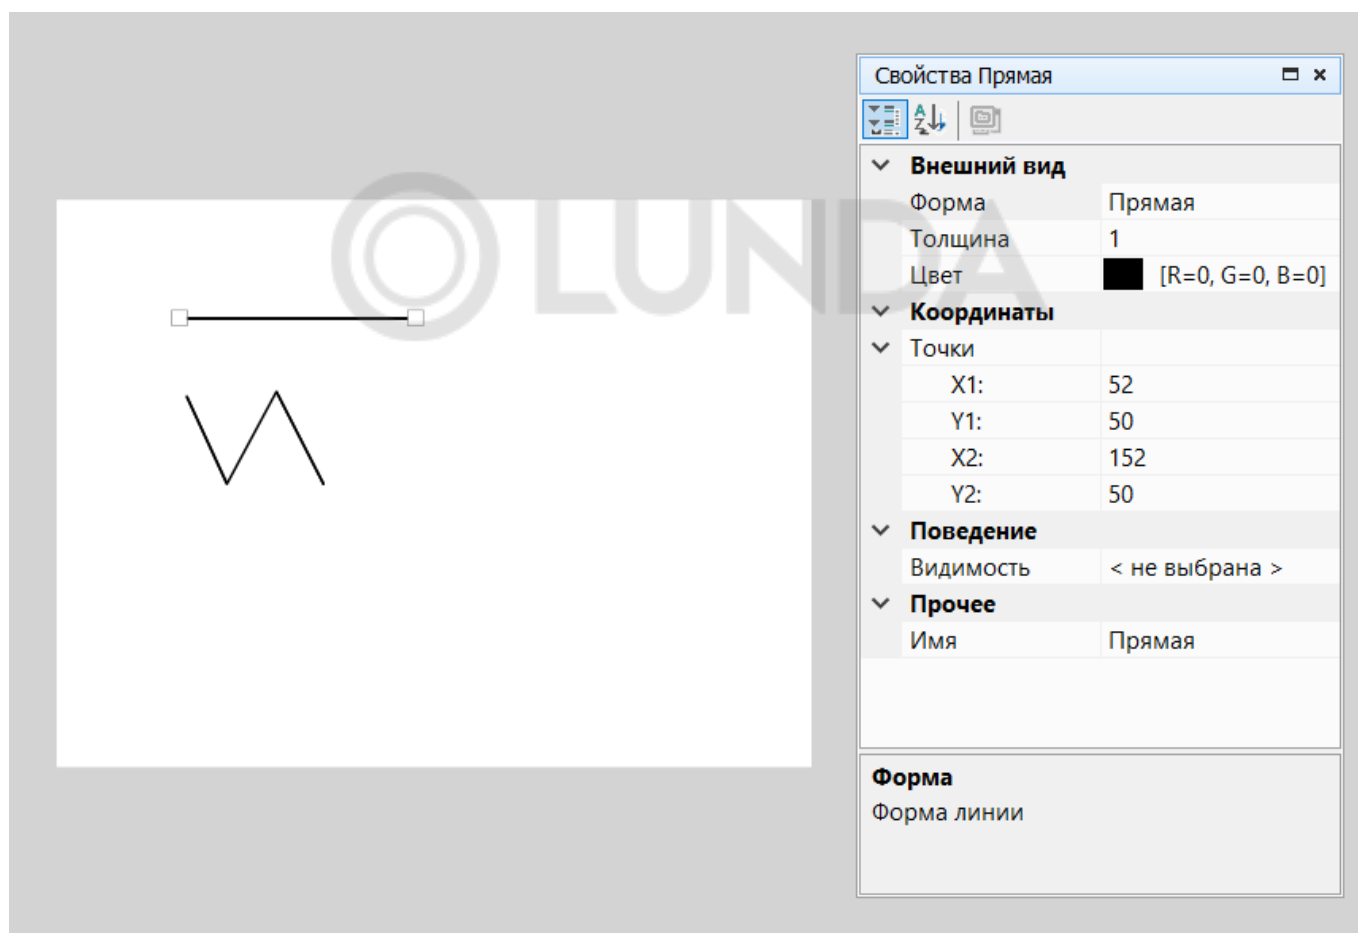 LUNDA
Свойства Прямая
Внешний вид
Форма Прямая
Толщина 1
Цвет [R=0, G=0, B=0]
Координаты
Точки
X1: 52
Y1: 50
X2: 152
Y2: 50
Поведение
Видимость < не выбрана >
Прочее
Имя Прямая
Форма
Форма линии